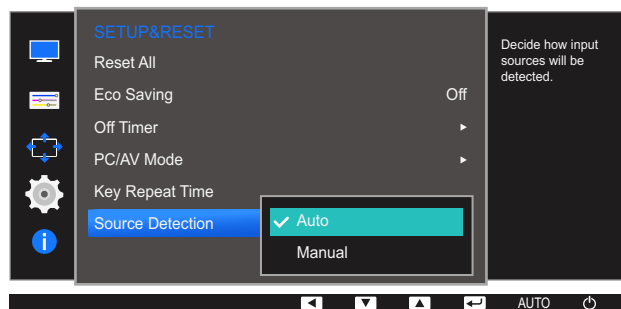 SETUP&RESET
Reset All
Eco Saving Off
Off Timer
PC/AV Mode
Key Repeat Time
Source Detection
Auto
Manual
Decide how input
sources will be
detected.
AUTO